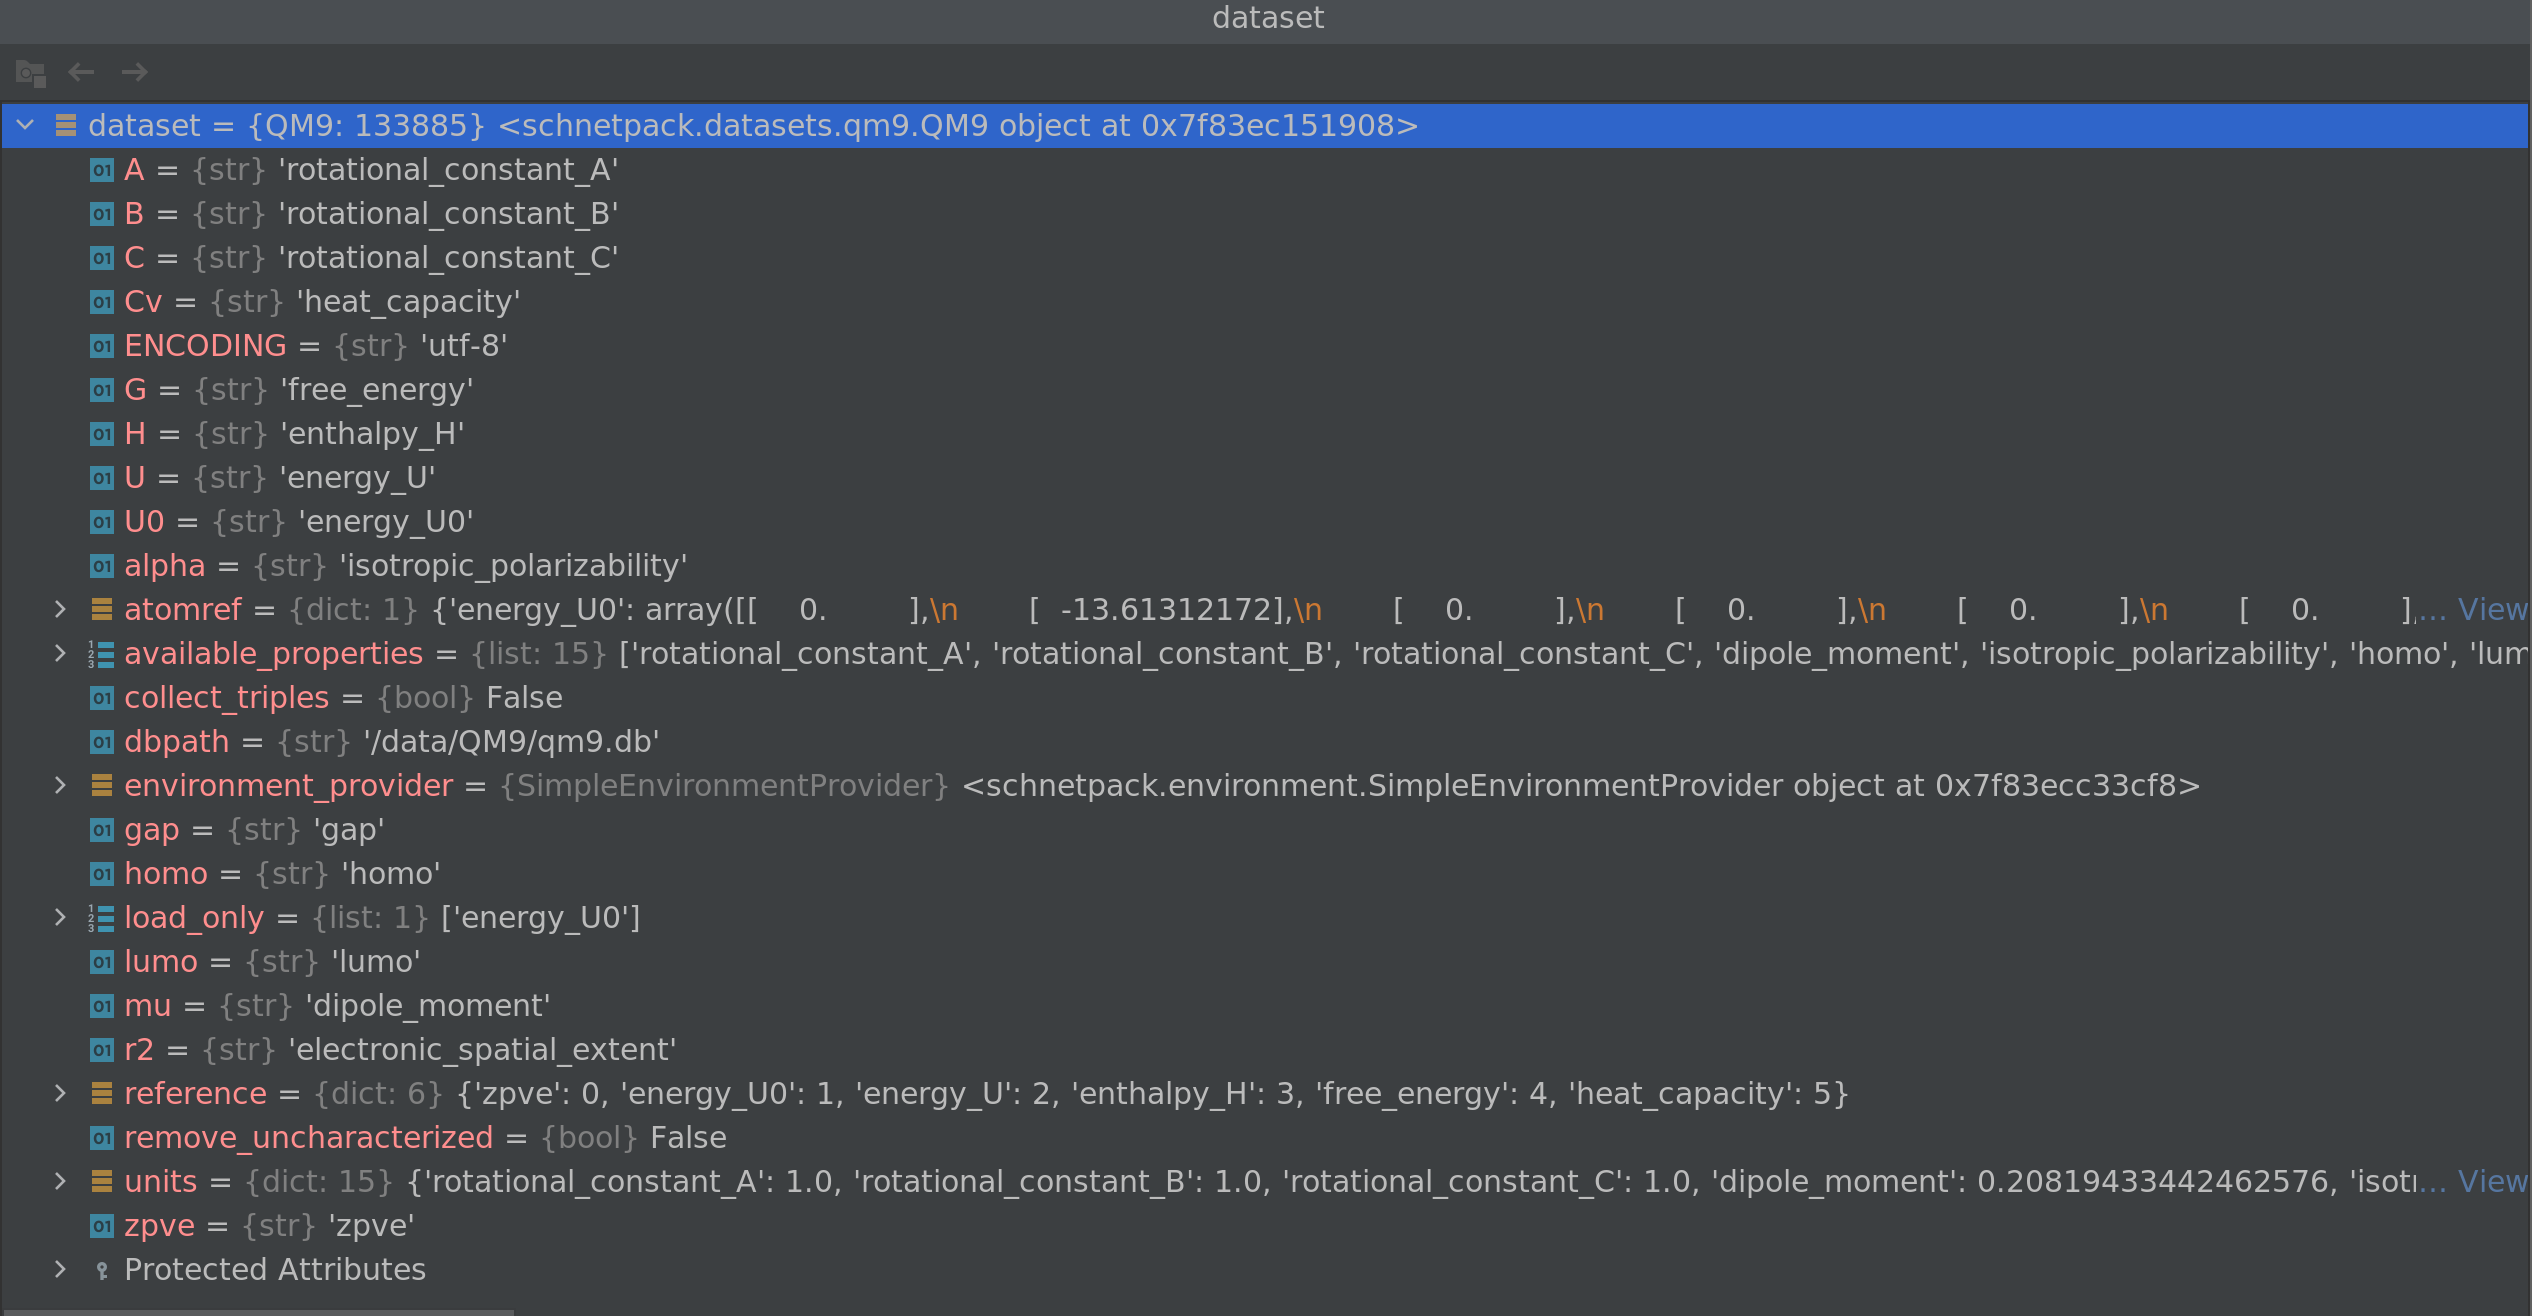 dataset
dataset = {QM9: 133885} <schnetpack.datasets.qm9.QM9 object at 0x7f83ec151908>
A = {str} 'rotational_constant_A'
B = {str} 'rotational_constant_B'
C = {str} 'rotational_constant_C'
Cv = {str} 'heat_capacity'
ENCODING = {str} 'utf-8'
G = {str} 'free_energy'
H = {str} 'enthalpy_H'
U = {str} 'energy_U'
U0 = {str} 'energy_U0'
alpha = {str} 'isotropic_polarizability'
atomref = {dict: 1} {'energy_U0': array([[ 0. ],\n [ -13.61312172],\n [ 0. ],\n [ 0. ],\n [ 0. ],\n [ 0. ],... View
available_properties = {list: 15} ['rotational_constant_A', 'rotational_constant_B', 'rotational_constant_C', 'dipole_moment', 'isotropic_polarizability', 'homo', 'lum
collect_triples = {bool} False
dbpath = {str} '/data/QM9/qm9.db'
environment_provider = {SimpleEnvironmentProvider} <schnetpack.environment.SimpleEnvironmentProvider object at 0x7f83ecc33cf8>
gap = {str} 'gap'
homo = {str} 'homo'
load_only = {list: 1} ['energy_U0']
lumo = {str} 'lumo'
mu = {str} 'dipole_moment'
r2 = {str} 'electronic_spatial_extent'
reference = {dict: 6} {'zpve': 0, 'energy_U0': 1, 'energy_U': 2, 'enthalpy_H': 3, 'free_energy': 4, 'heat_capacity': 5}
remove_uncharacterized = {bool} False
units = {dict: 15} {'rotational_constant_A': 1.0, 'rotational_constant_B': 1.0, 'rotational_constant_C': 1.0, 'dipole_moment': 0.20819433442462576, 'isot... View
zpve = {str} 'zpve'
Protected Attributes